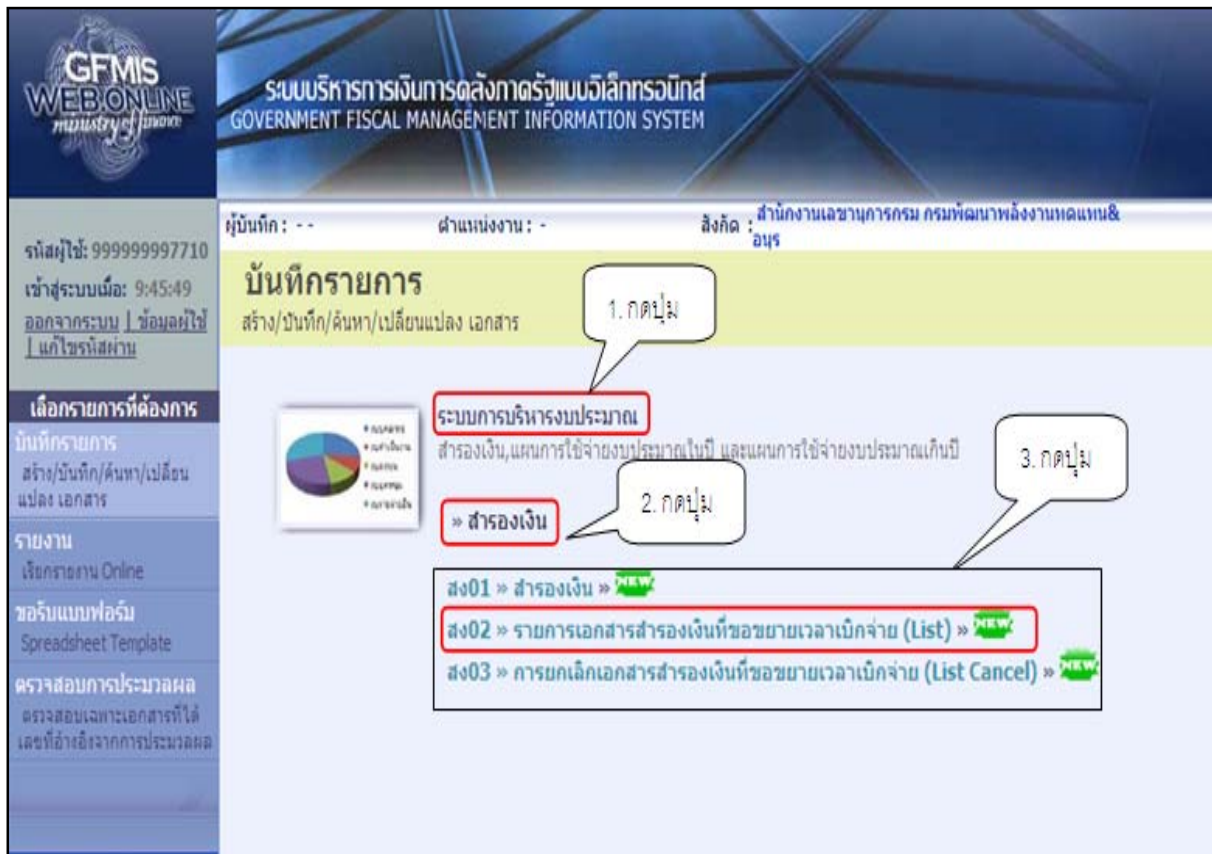 GFMIS
WEB ONLINE
ministry of finance
ระบบบริหารการเงินการคลังภาครัฐแบบอิเล็กทรอนิกส์
GOVERNMENT FISCAL MANAGEMENT INFORMATION SYSTEM
รหัสผู้ใช้: 999999997710
เข้าสู่ระบบเมื่อ: 9:45:49
ออกจากระบบ | ข้อมูลผู้ใช้
| แก้ไขรหัสผ่าน
เลือกรายการที่ต้องการ
บันทึกรายการ
สร้าง/บันทึก/ค้นหา/เปลี่ยน
แปลง เอกสาร
รายงาน
เรียกรายงาน Online
ขอรับแบบฟอร์ม
Spreadsheet Template
ตรวจสอบการประมวลผล
ตรวจสอบเฉพาะเอกสารที่ได้
เลขที่อ้างอิงจากการประมวลผล
ผู้บันทึก : - -
ตำแหน่งงาน : -
สังกัด : สำนักงานเลขานุการกรม กรมพัฒนาพลังงานทดแทน&
อนุร
บันทึกรายการ
สร้าง/บันทึก/ค้นหา/เปลี่ยนแปลง เอกสาร
1. กดปุ่ม
ระบบการบริหารงบประมาณ
สำรองเงิน,แผนการใช้จ่ายงบประมาณในปี และแผนการใช้จ่ายงบประมาณเกินปี
2. กดปุ่ม
» สำรองเงิน
3. กดปุ่ม
สง01 » สำรองเงิน » NEW
สง02 » รายการเอกสารสำรองเงินที่ขอขยายเวลาเบิกจ่าย (List) » NEW
สง03 » การยกเลิกเอกสารสำรองเงินที่ขอขยายเวลาเบิกจ่าย (List Cancel) » NEW